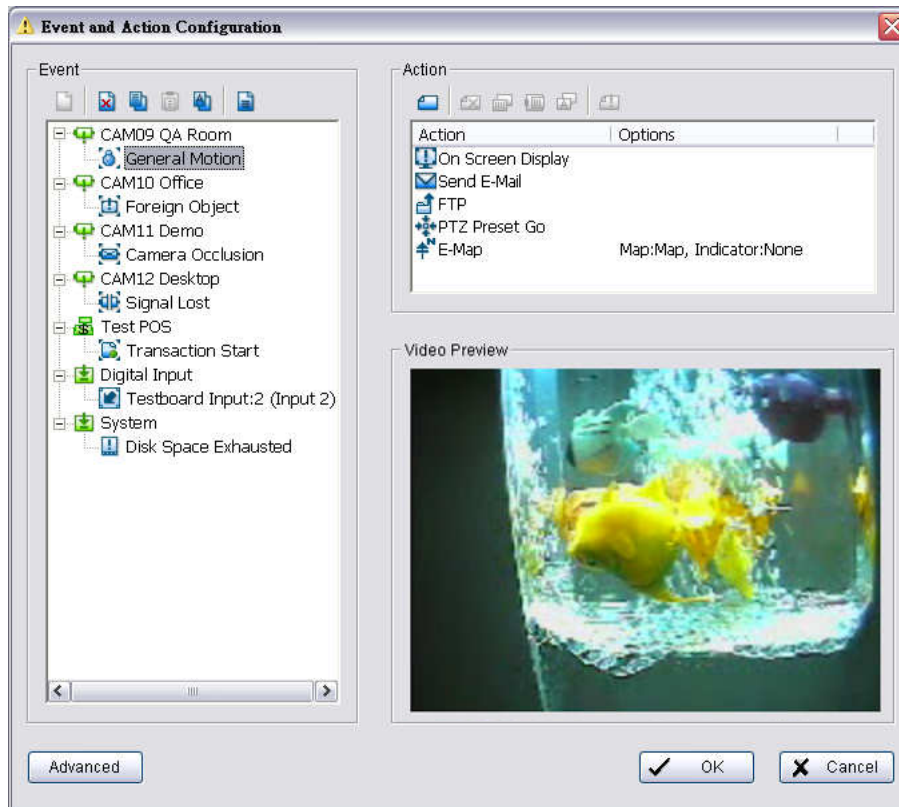 Event and Action Configuration
Event
CAM09 QA Room
General Motion
CAM10 Office
Foreign Object
CAM11 Demo
Camera Occlusion
CAM12 Desktop
Signal Lost
Test POS
Transaction Start
Digital Input
Testboard Input:2 (Input 2)
System
Disk Space Exhausted
Action
Action Options
On Screen Display
Send E-Mail
FTP
PTZ Preset Go
E-Map Map:Map, Indicator:None
Video Preview
Advanced
OK
Cancel